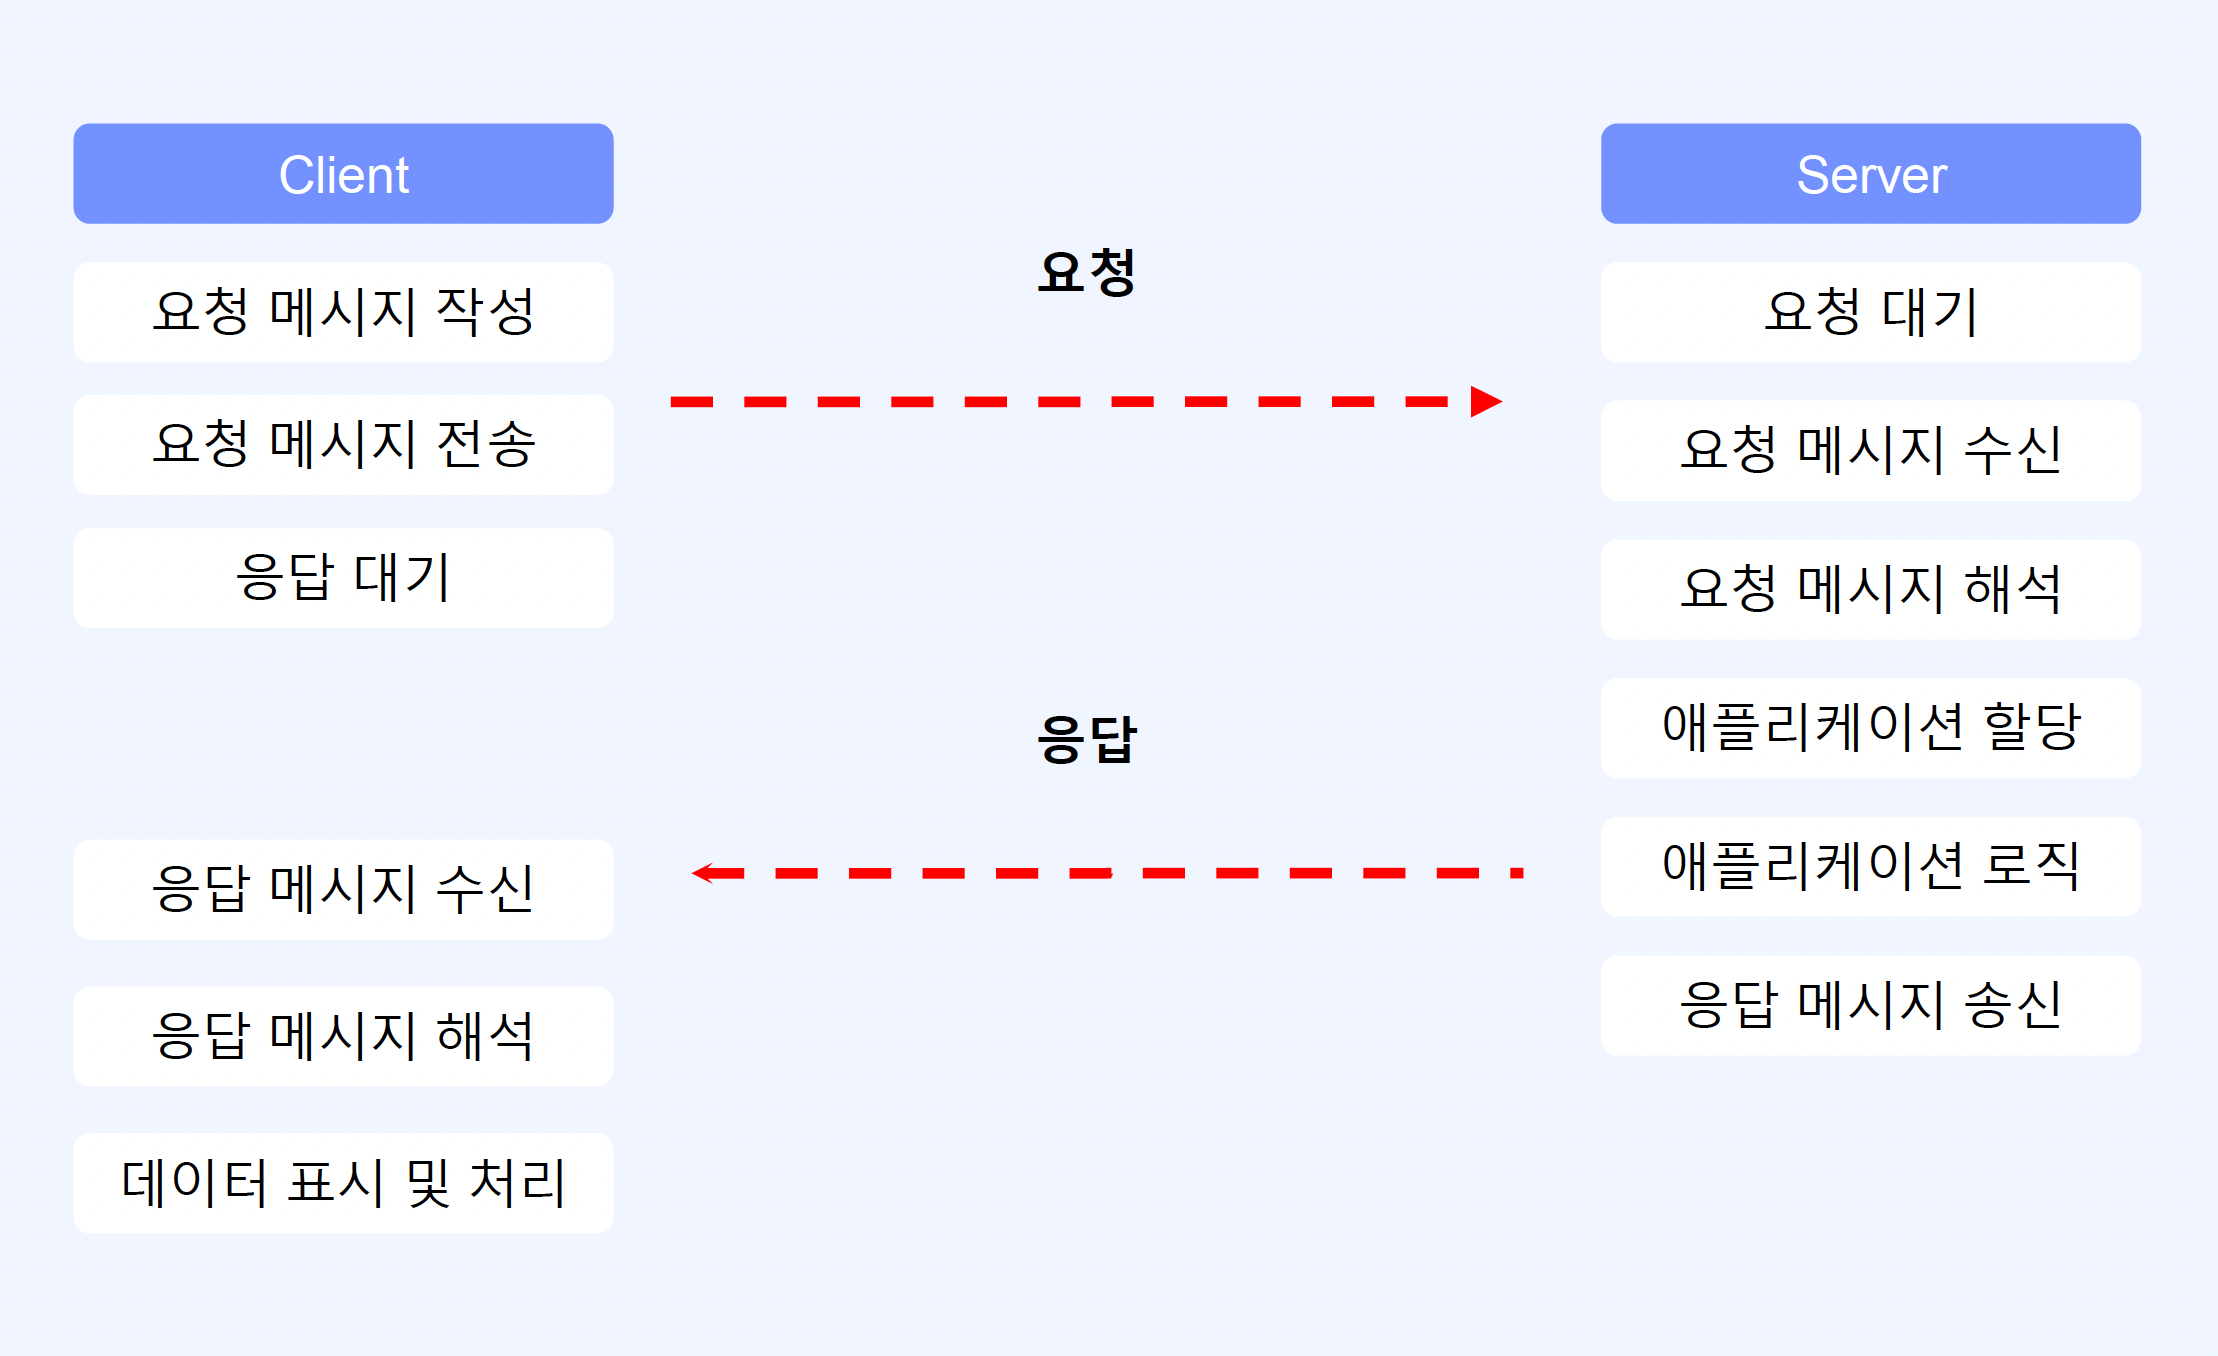 Client
요청 메시지 작성
요청 메시지 전송
응답 대기
응답 메시지 수신
응답 메시지 해석
데이터 표시 및 처리
요청
응답
Server
요청 대기
요청 메시지 수신
요청 메시지 해석
애플리케이션 할당
애플리케이션 로직
응답 메시지 송신